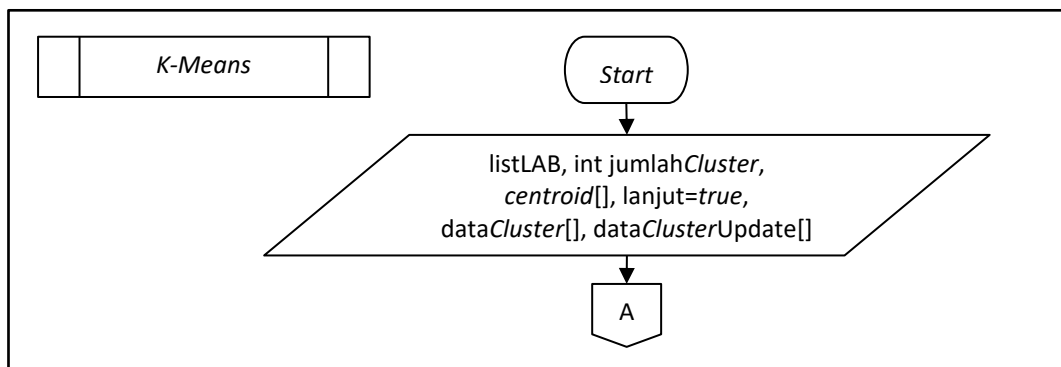 K-Means
Start
listLAB, int jumlahCluster,
centroid[], lanjut=true,
dataCluster[], dataClusterUpdate[]
A